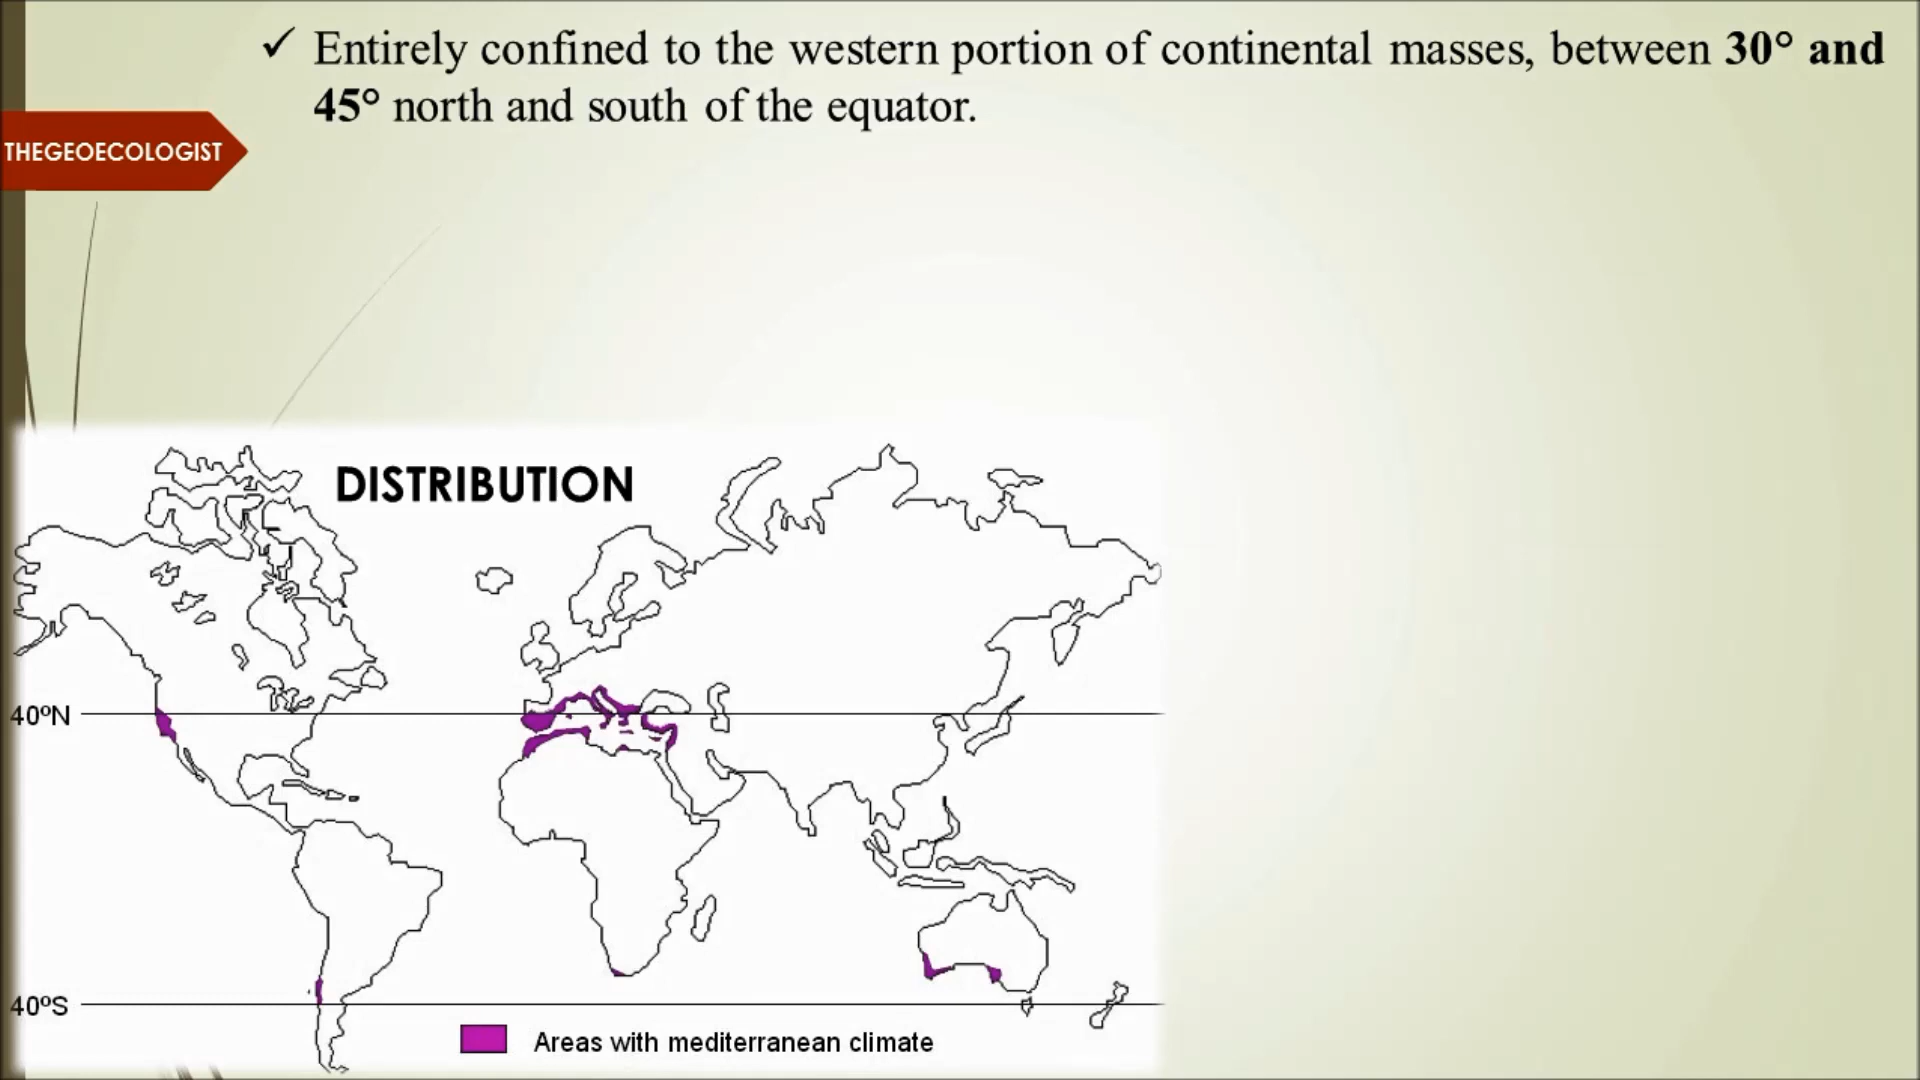 ✓ Entirely confined to the western portion of continental masses, between 30° and
45° north and south of the equator.
THEGEOECOLOGIST
DISTRIBUTION
40ºN
40ºS
Areas with mediterranean climate